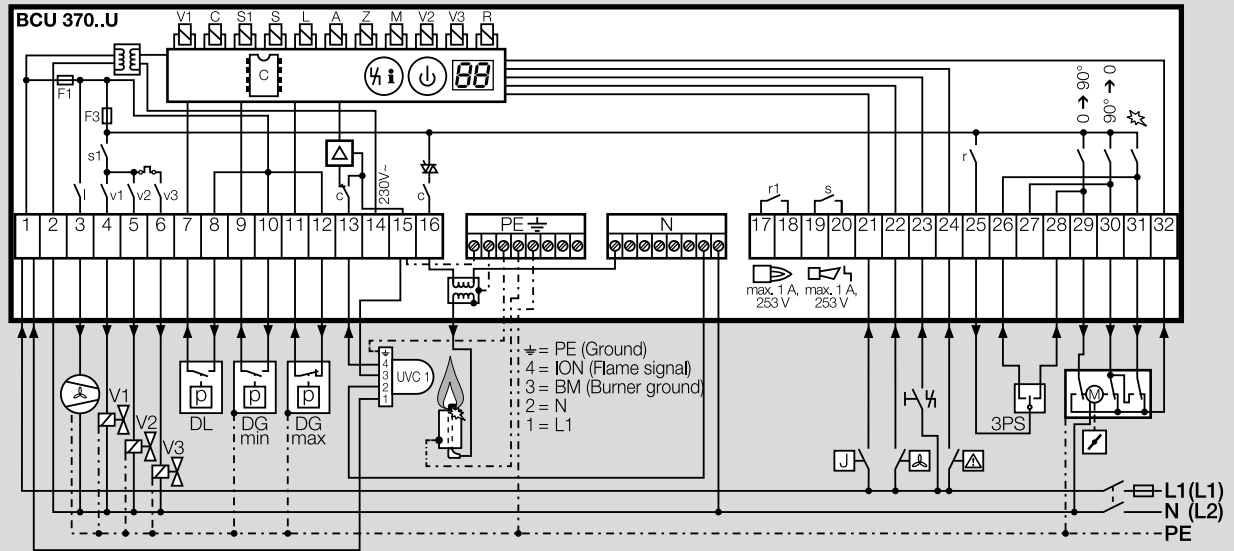 BCU 370..U
V1 C S1 S L A Z M V2 V3 R
C
i
88
F1
F3
0 → 90°
90° → 0
s1
l v1 v2 v3
c
230V~
c
r
r1 s
1 2 3 4 5 6 7 8 9 10 11 12 13 14 15 16
PE
N
17 18 19 20 21 22 23 24 25 26 27 28 29 30 31 32
max. 1 A,
253 V
max. 1 A,
253 V
V1
V2
V3
p
DL
p
DG
min
p
DG
max
4
3
2
1
UVC 1
= PE (Ground)
4 = ION (Flame signal)
3 = BM (Burner ground)
2 = N
1 = L1
3PS
M
J
L1(L1)
N (L2)
PE